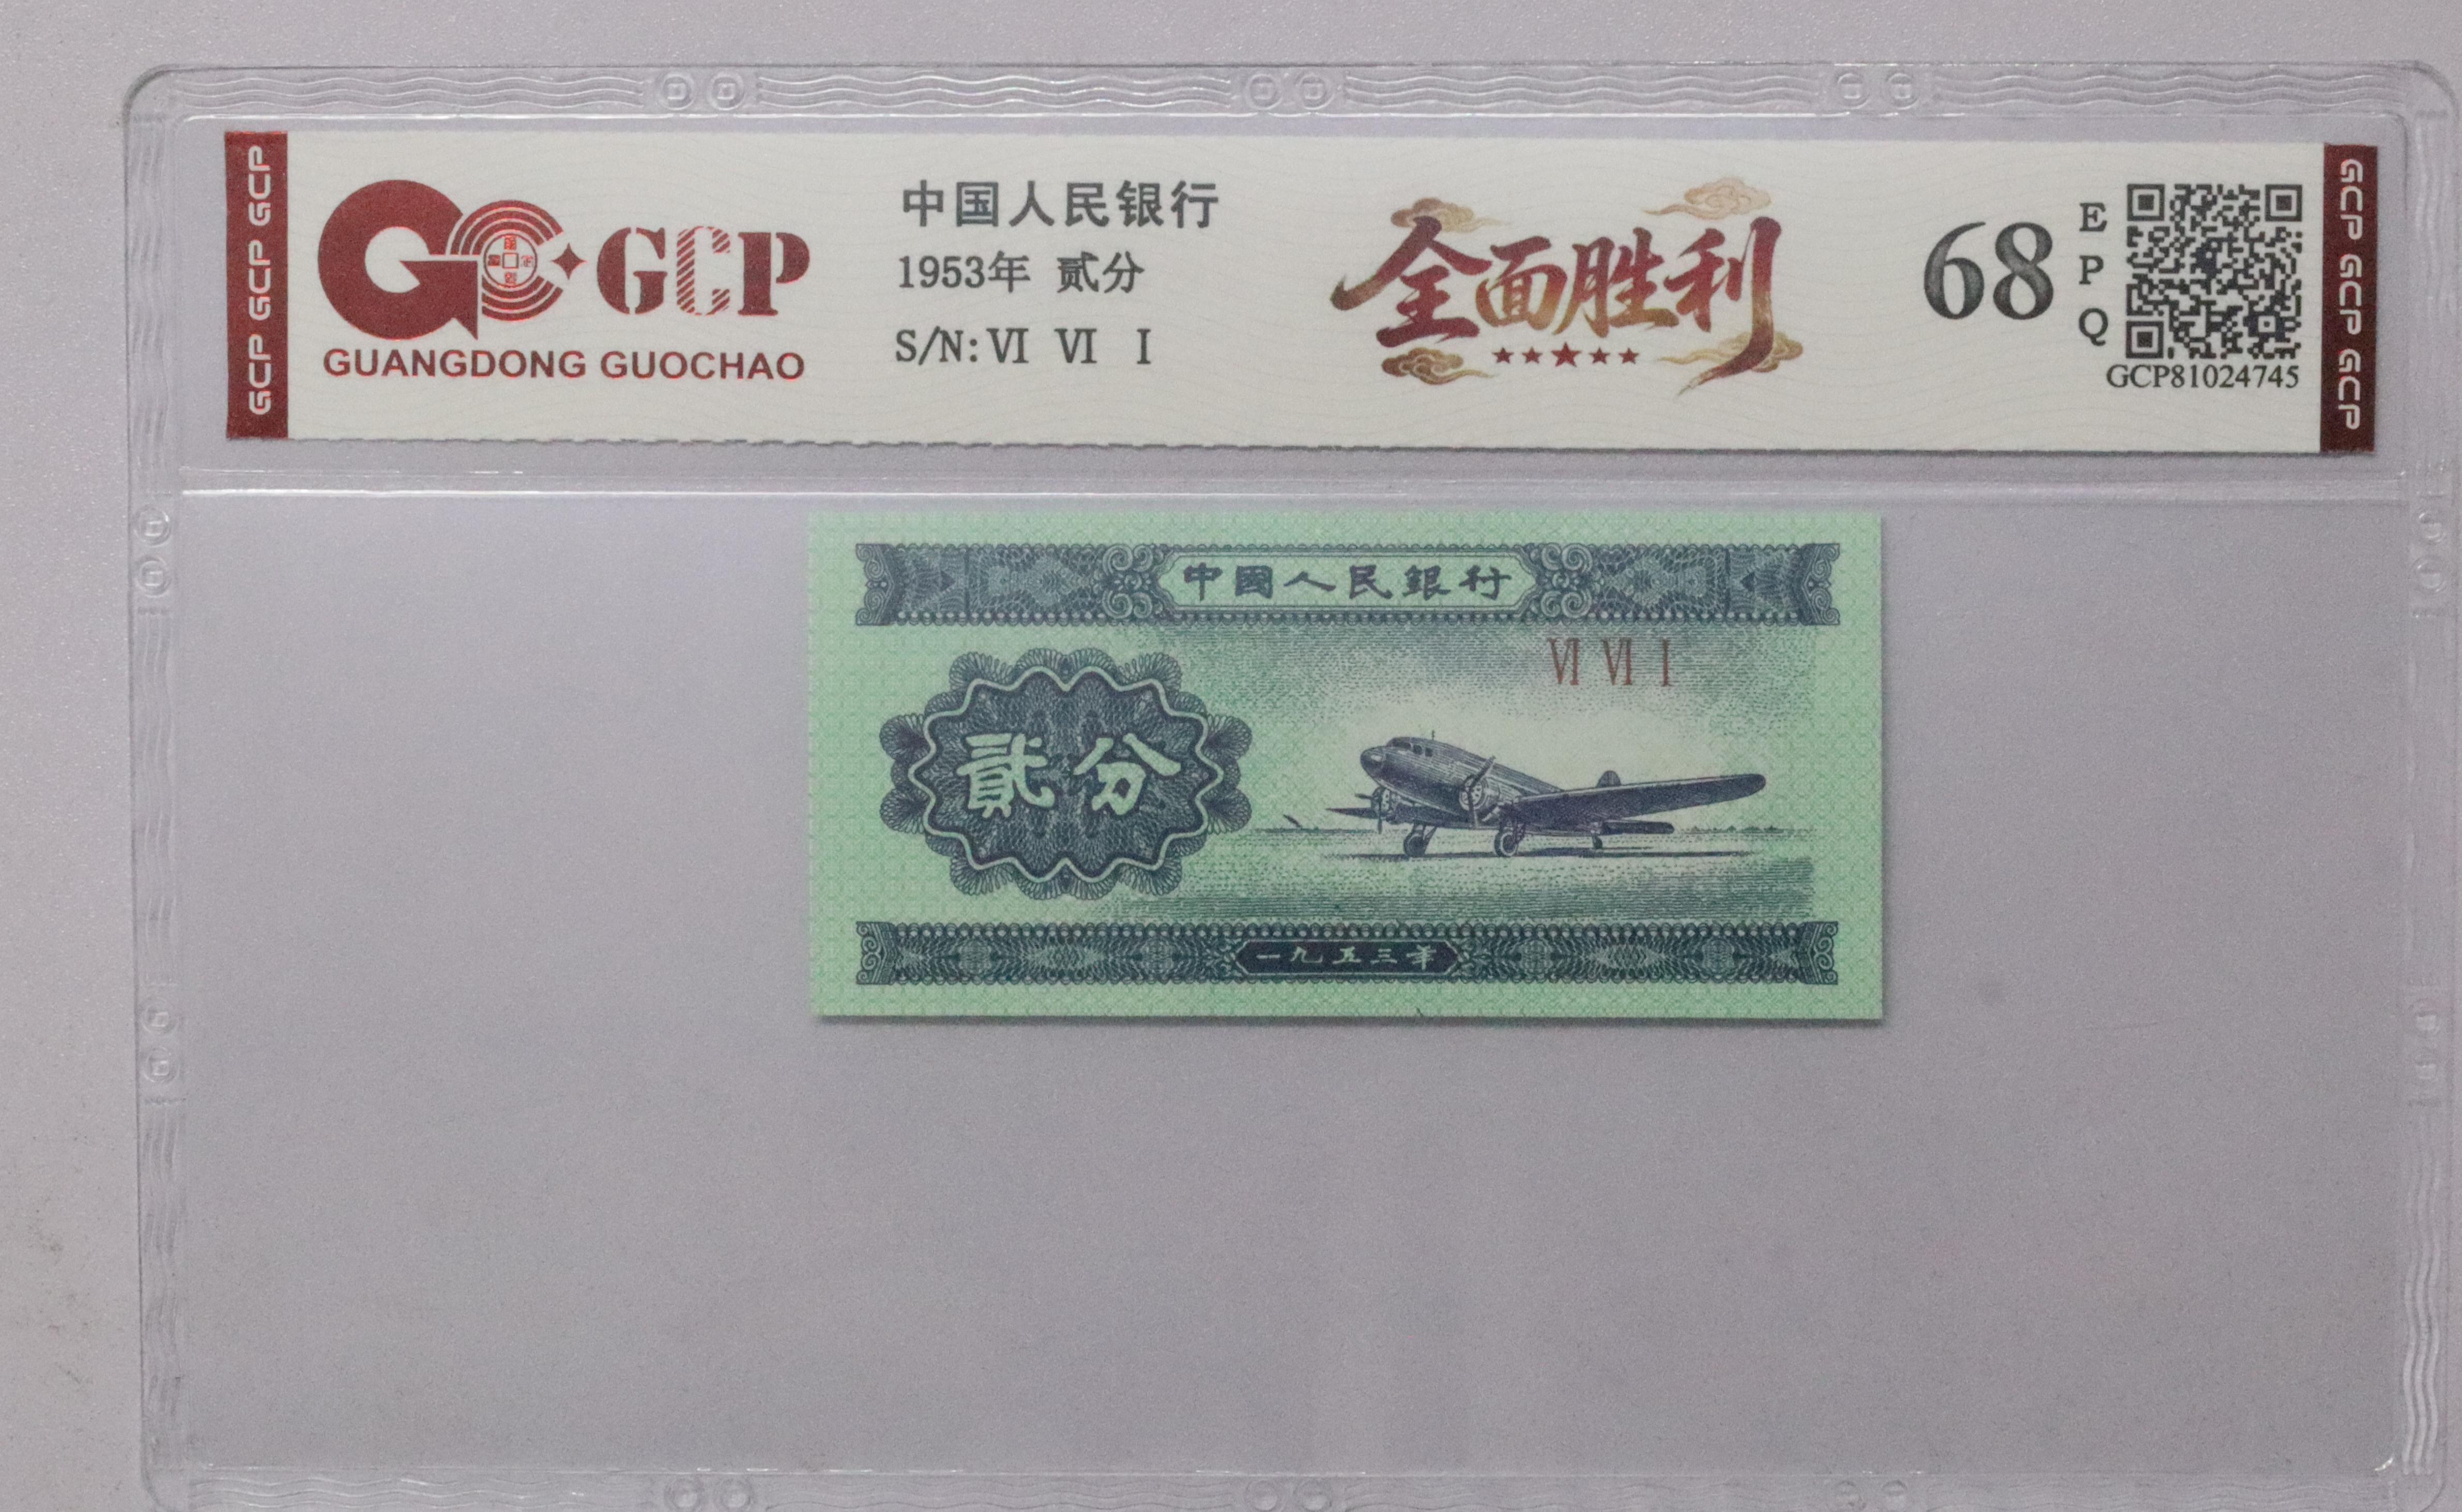 GCP GCP GCP
GCP
GUANGDONG GUOCHAO
中国人民银行
1953年 贰分
S/N: VI VI I
全面胜利
68
E
P
Q
GCP81024745
GCP GCP GCP
中國人民銀行
VI VI I
貳分
一九五三年